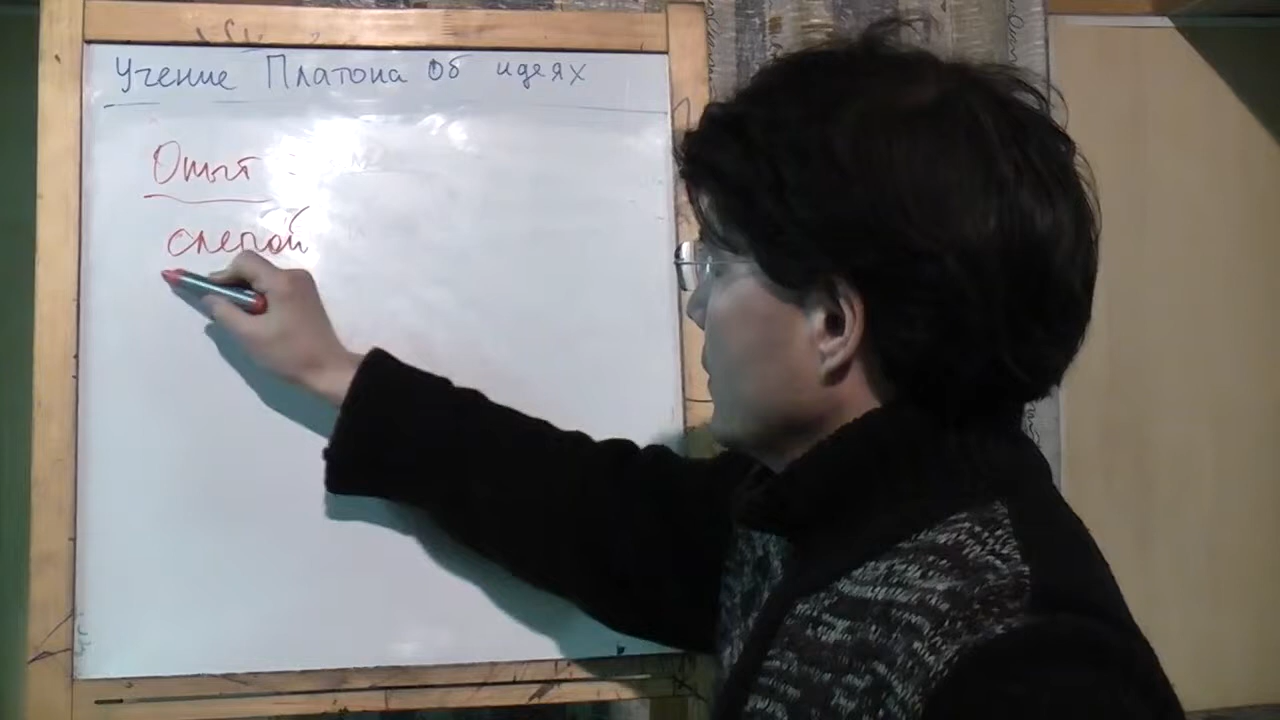 Учение Платона об идеях
Опыт
слепой